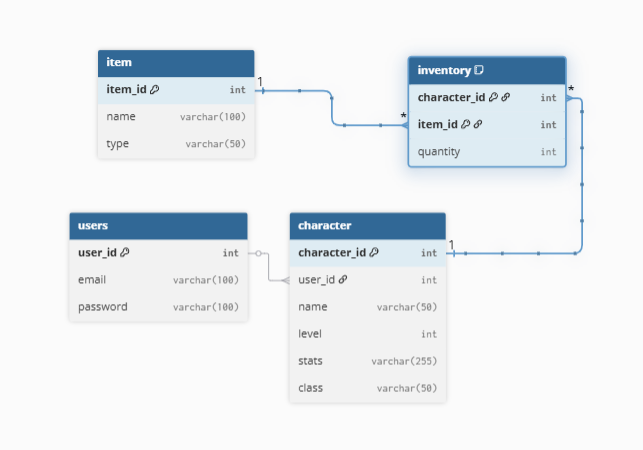 item
item_id int
name varchar(100)
type varchar(50)
1
*
inventory
character_id int
item_id int
quantity int
*
users
user_id int
email varchar(100)
password varchar(100)
character
character_id int
user_id int
name varchar(50)
level int
stats varchar(255)
class varchar(50)
1